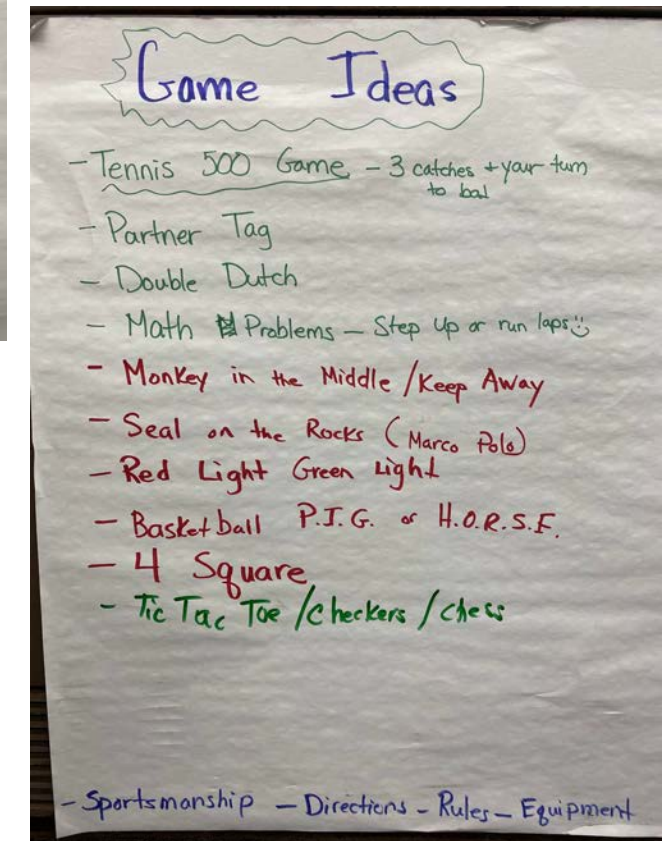 Game Ideas
- Tennis 500 Game - 3 catches + your turn
to bat
- Partner Tag
- Double Dutch
- Math Problems - Step Up or run laps
- Monkey in the Middle / Keep Away
- Seal on the Rocks (Marco Polo)
- Red Light Green Light
- Basketball P.I.G. or H.O.R.S.E.
- 4 Square
- Tic Tac Toe / checkers / chess
- Sportsmanship - Directions - Rules - Equipment